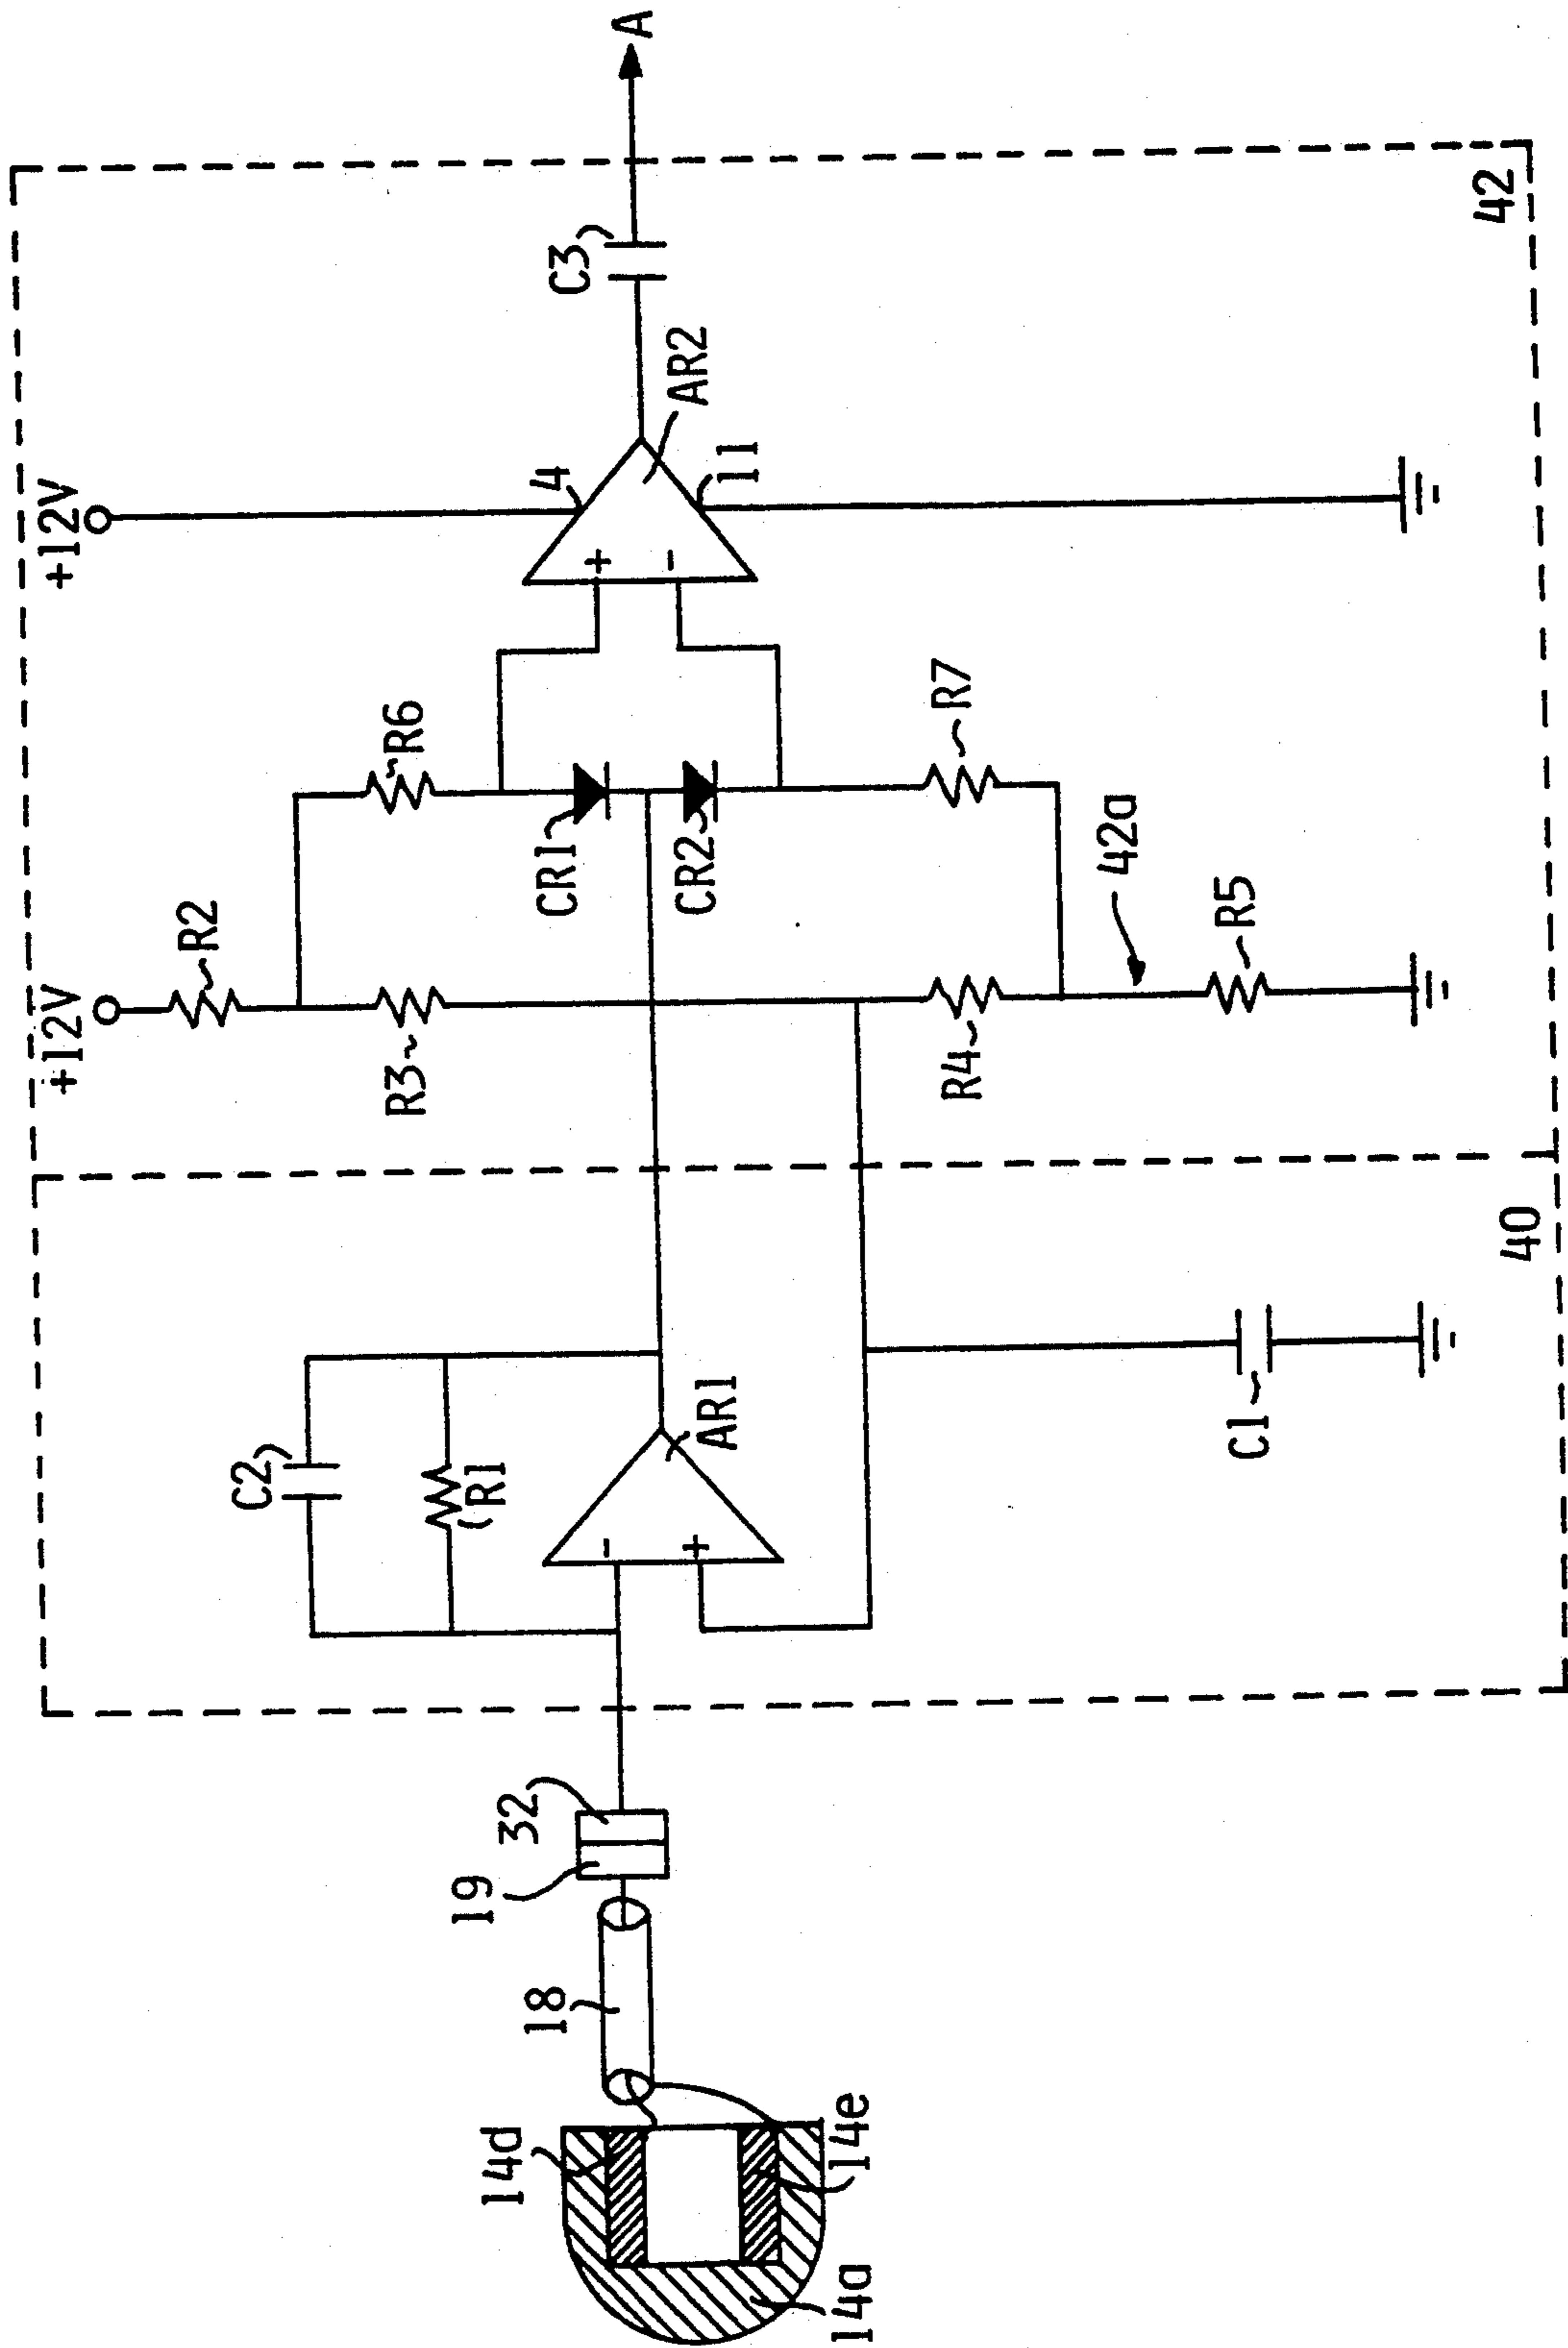 +12V
+12V
R2
R6
R3
C2
R1
4
C3
A
CR1
AR2
14d
18
19
32
AR1
CR2
11
14e
14a
R4
R7
42a
C1
R5
40
42
-
+
+
-